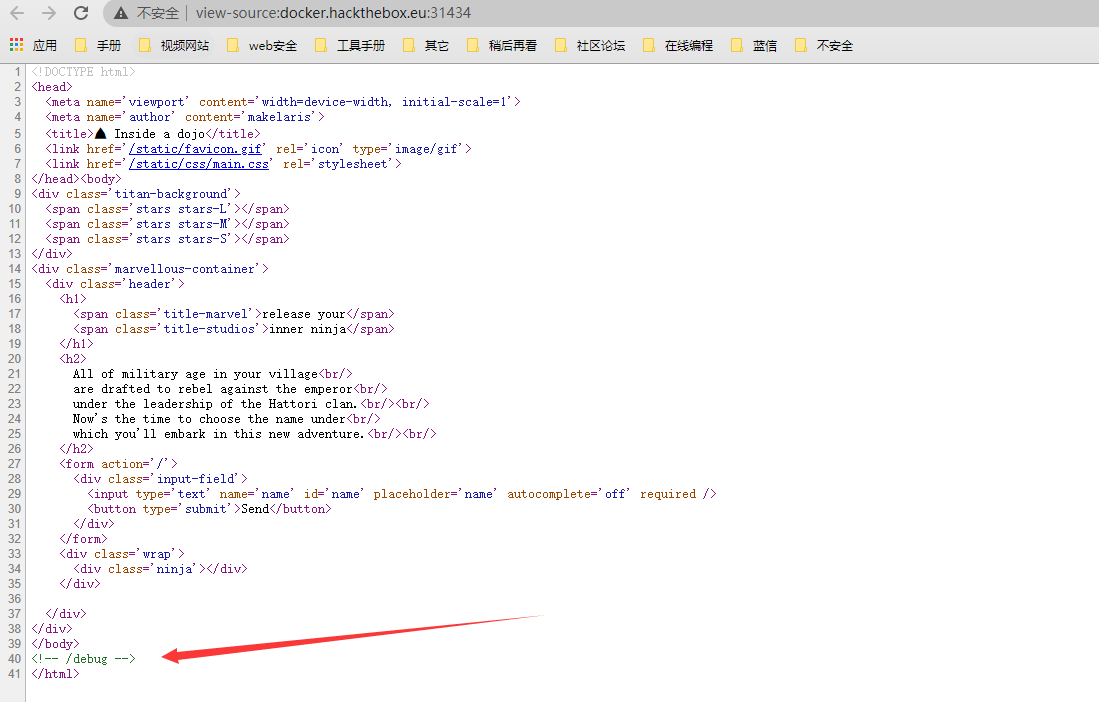 不安全 | view-source:docker.hackthebox.eu:31434
应用 手册 视频网站 web安全 工具手册 其它 稍后再看 社区论坛 在线编程 蓝信 不安全
1 <!DOCTYPE html>
2 <head>
3 <meta name='viewport' content='width=device-width, initial-scale=1'>
4 <meta name='author' content='makelaris'>
5 <title>▲ Inside a dojo</title>
6 <link href='/static/favicon.gif' rel='icon' type='image/gif'>
7 <link href='/static/css/main.css' rel='stylesheet'>
8 </head><body>
9 <div class='titan-background'>
10 <span class='stars stars-L'></span>
11 <span class='stars stars-M'></span>
12 <span class='stars stars-S'></span>
13 </div>
14 <div class='marvellous-container'>
15 <div class='header'>
16 <h1>
17 <span class='title-marvel'>release your</span>
18 <span class='title-studios'>inner ninja</span>
19 </h1>
20 <h2>
21 All of military age in your village<br/>
22 are drafted to rebel against the emperor<br/>
23 under the leadership of the Hattori clan.<br/><br/>
24 Now's the time to choose the name under<br/>
25 which you'll embark in this new adventure.<br/><br/>
26 </h2>
27 <form action='/'>
28 <div class='input-field'>
29 <input type='text' name='name' id='name' placeholder='name' autocomplete='off' required />
30 <button type='submit'>Send</button>
31 </div>
32 </form>
33 <div class='wrap'>
34 <div class='ninja'></div>
35 </div>
36
37 </div>
38 </div>
39 </body>
40 <!-- /debug -->
41 </html>